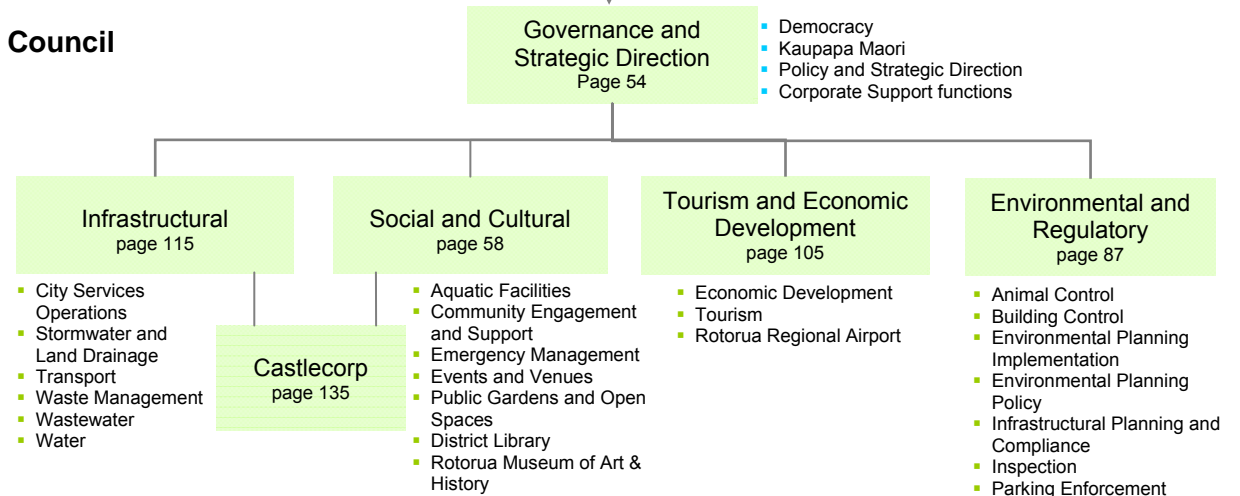 Council
Governance and
Strategic Direction
Page 54
▪ Democracy
▪ Kaupapa Maori
▪ Policy and Strategic Direction
▪ Corporate Support functions
Infrastructural
page 115
▪ City Services
Operations
▪ Stormwater and
Land Drainage
▪ Transport
▪ Waste Management
▪ Wastewater
▪ Water
Castlecorp
page 135
Social and Cultural
page 58
▪ Aquatic Facilities
▪ Community Engagement
and Support
▪ Emergency Management
▪ Events and Venues
▪ Public Gardens and Open
Spaces
▪ District Library
▪ Rotorua Museum of Art &
History
Tourism and Economic
Development
page 105
▪ Economic Development
▪ Tourism
▪ Rotorua Regional Airport
Environmental and
Regulatory
page 87
▪ Animal Control
▪ Building Control
▪ Environmental Planning
Implementation
▪ Environmental Planning
Policy
▪ Infrastructural Planning and
Compliance
▪ Inspection
▪ Parking Enforcement